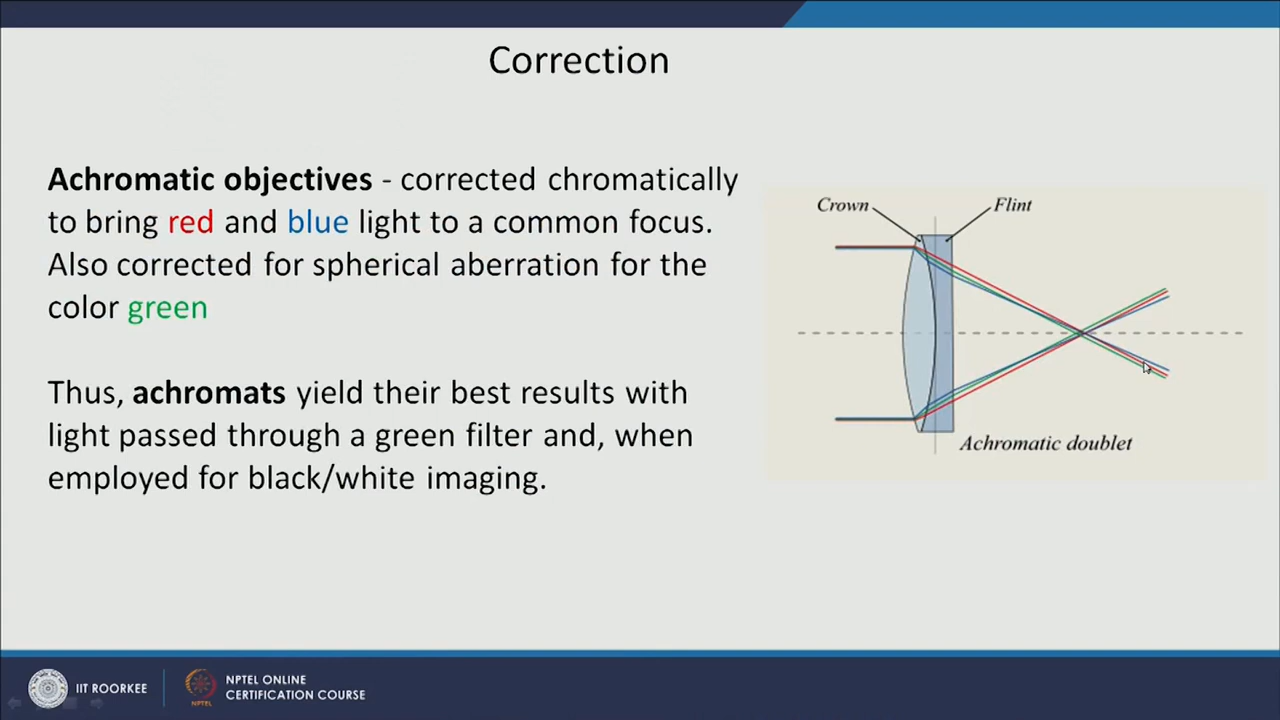 Correction
Achromatic objectives - corrected chromatically
to bring red and blue light to a common focus.
Also corrected for spherical aberration for the
color green
Thus, achromats yield their best results with
light passed through a green filter and, when
employed for black/white imaging.
Crown
Flint
Achromatic doublet
IIT ROORKEE
NPTEL
NPTEL ONLINE
CERTIFICATION COURSE